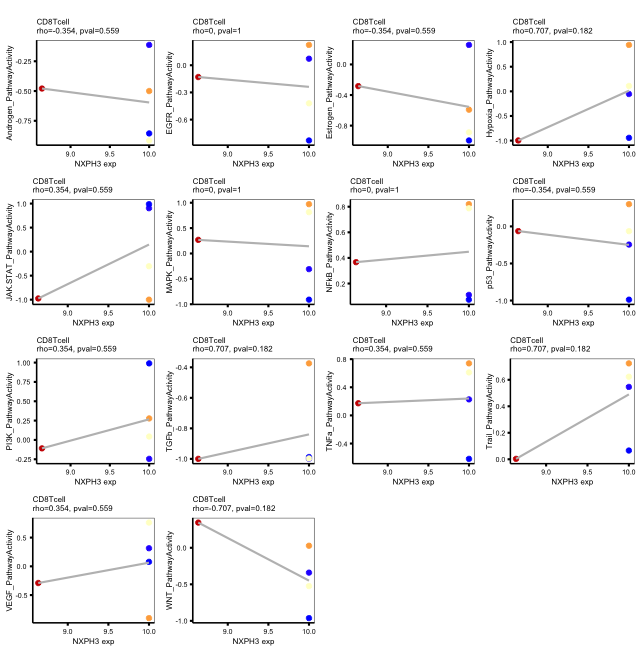 CD8Tcell
rho=-0.354, pval=0.559
Androgen_PathwayActivity
-0.25
-0.50
-0.75
9.0 9.5 10.0
NXPH3 exp
CD8Tcell
rho=0, pval=1
EGFR_PathwayActivity
0.0
-0.3
-0.6
9.0 9.5 10.0
NXPH3 exp
CD8Tcell
rho=-0.354, pval=0.559
Estrogen_PathwayActivity
0.0
-0.4
-0.8
9.0 9.5 10.0
NXPH3 exp
CD8Tcell
rho=0.707, pval=0.182
Hypoxia_PathwayActivity
1.0
0.5
0.0
-0.5
-1.0
9.0 9.5 10.0
NXPH3 exp
CD8Tcell
rho=0.354, pval=0.559
JAK.STAT_PathwayActivity
1.0
0.5
0.0
-0.5
-1.0
9.0 9.5 10.0
NXPH3 exp
CD8Tcell
rho=0, pval=1
MAPK_PathwayActivity
1.0
0.5
0.0
-0.5
-1.0
9.0 9.5 10.0
NXPH3 exp
CD8Tcell
rho=0, pval=1
NFkB_PathwayActivity
0.8
0.6
0.4
0.2
9.0 9.5 10.0
NXPH3 exp
CD8Tcell
rho=-0.354, pval=0.559
p53_PathwayActivity
0.0
-0.5
-1.0
9.0 9.5 10.0
NXPH3 exp
CD8Tcell
rho=0.354, pval=0.559
PI3K_PathwayActivity
1.00
0.75
0.50
0.25
0.00
-0.25
9.0 9.5 10.0
NXPH3 exp
CD8Tcell
rho=0.707, pval=0.182
TGFb_PathwayActivity
-0.4
-0.6
-0.8
-1.0
9.0 9.5 10.0
NXPH3 exp
CD8Tcell
rho=0.354, pval=0.559
TNFa_PathwayActivity
0.8
0.4
0.0
-0.4
9.0 9.5 10.0
NXPH3 exp
CD8Tcell
rho=0.707, pval=0.182
Trail_PathwayActivity
0.6
0.4
0.2
0.0
9.0 9.5 10.0
NXPH3 exp
CD8Tcell
rho=0.354, pval=0.559
VEGF_PathwayActivity
0.5
0.0
-0.5
9.0 9.5 10.0
NXPH3 exp
CD8Tcell
rho=-0.707, pval=0.182
WNT_PathwayActivity
0.0
-0.5
-1.0
9.0 9.5 10.0
NXPH3 exp